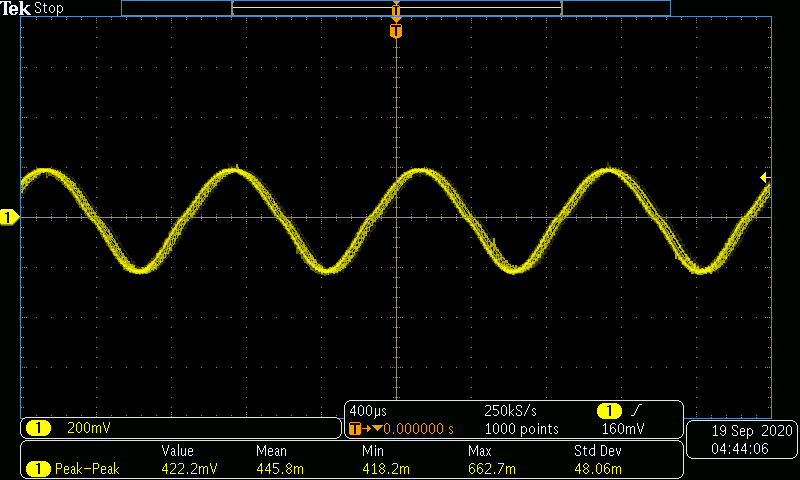 Tek Stop
T
T
1
400µs 250kS/s 1 /
1 200mV
T→▼0.000000 s 1000 points 160mV
19 Sep 2020
04:44:06
Value Mean Min Max Std Dev
1 Peak-Peak 422.2mV 445.8m 418.2m 662.7m 48.06m